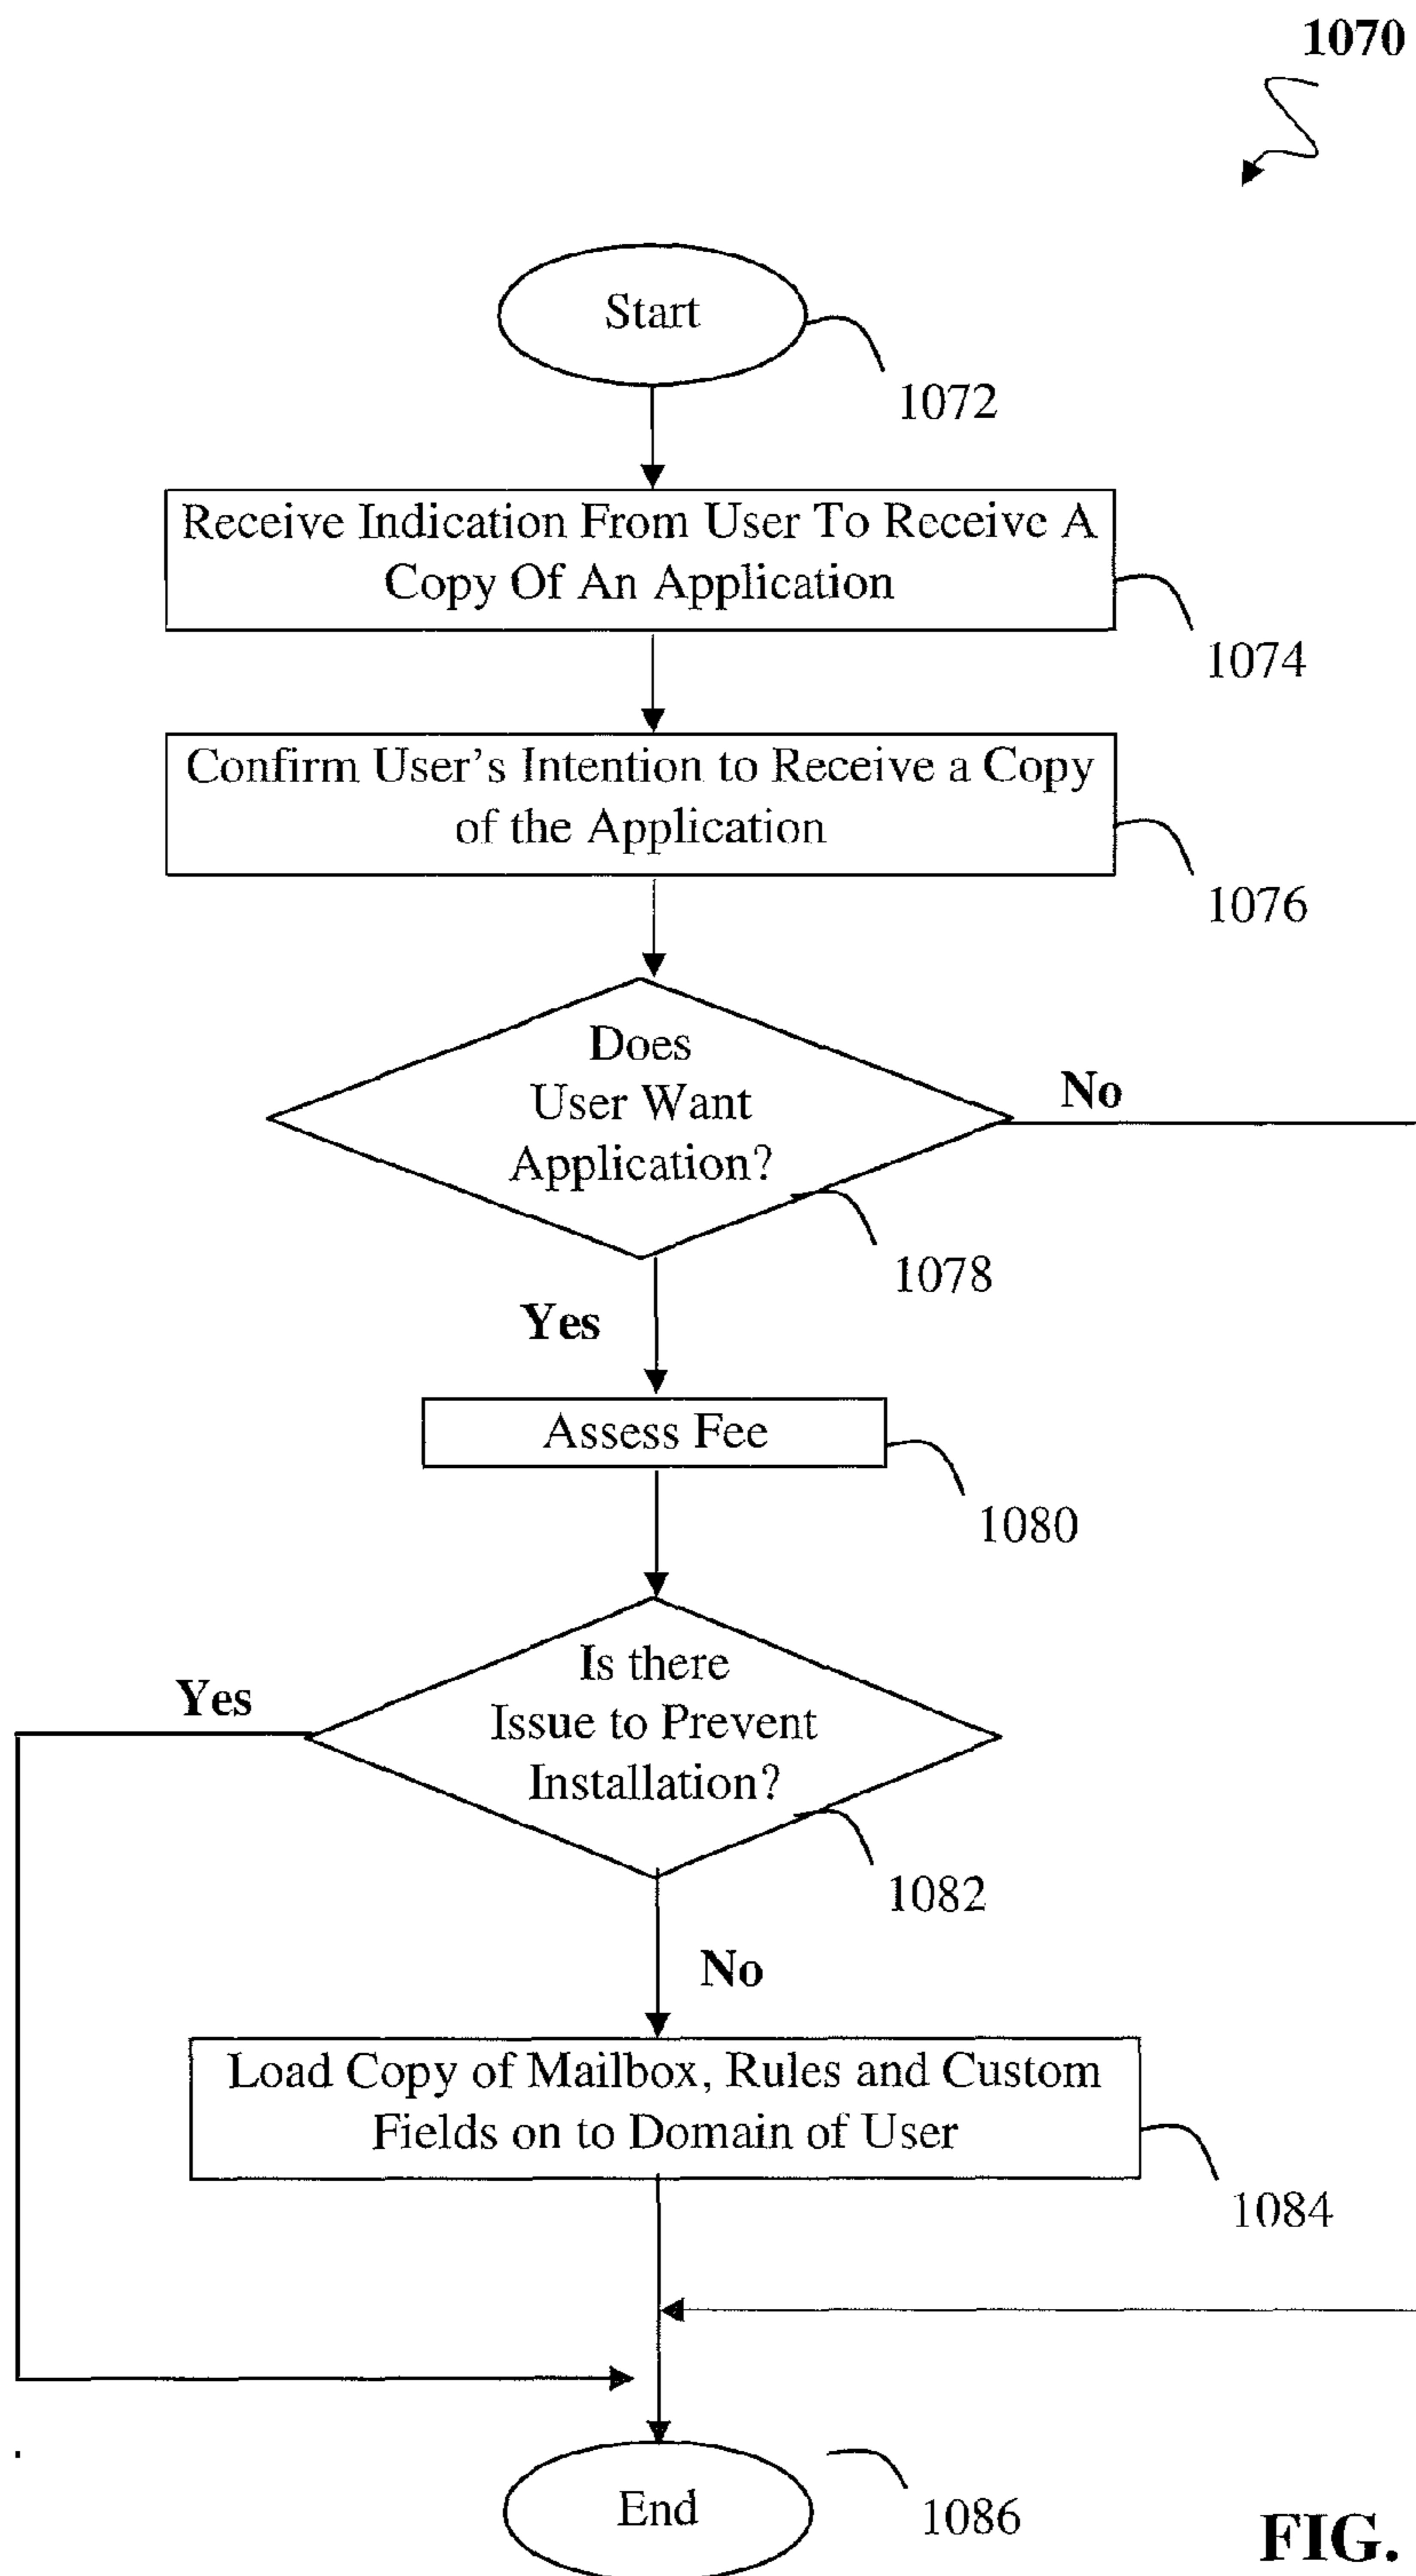 1070
Start
1072
Receive Indication From User To Receive A
Copy Of An Application
1074
Confirm User's Intention to Receive a Copy
of the Application
1076
Does
User Want
Application?
No
1078
Yes
Assess Fee
1080
Is there
Issue to Prevent
Installation?
Yes
1082
No
Load Copy of Mailbox, Rules and Custom
Fields on to Domain of User
1084
End
1086
FIG.